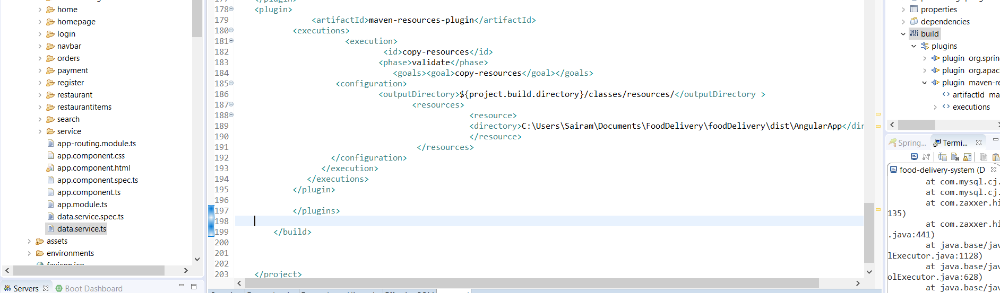 home
homepage
login
navbar
orders
payment
register
restaurant
restaurantitems
search
service
app-routing.module.ts
app.component.css
app.component.html
app.component.spec.ts
app.component.ts
app.module.ts
data.service.spec.ts
data.service.ts
assets
environments
favicon.ico
Servers
Boot Dashboard
177 </plugin>
178 <plugin>
179 <artifactId>maven-resources-plugin</artifactId>
180 <executions>
181 <execution>
182 <id>copy-resources</id>
183 <phase>validate</phase>
184 <goals><goal>copy-resources</goal></goals>
185 <configuration>
186 <outputDirectory>${project.build.directory}/classes/resources/</outputDirectory >
187 <resources>
188 <resource>
189 <directory>C:\Users\Sairam\Documents\FoodDelivery\foodDelivery\dist\AngularApp</dir
190 </resource>
191 </resources>
192 </configuration>
193 </execution>
194 </executions>
195 </plugin>
196
197 </plugins>
198
199 </build>
200
201
202
203 </project>
properties
dependencies
build
plugins
plugin org.sprin
plugin org.apac
plugin maven-re
artifactId ma
executions
Spring...
Termi...
food-delivery-system (D
at com.mysql.cj.
at com.mysql.cj.
at com.zaxxer.hi
135)
at com.zaxxer.hi
.java:441)
at java.base/jav
lExecutor.java:1128)
at java.base/jav
olExecutor.java:628)
at java.base/jav